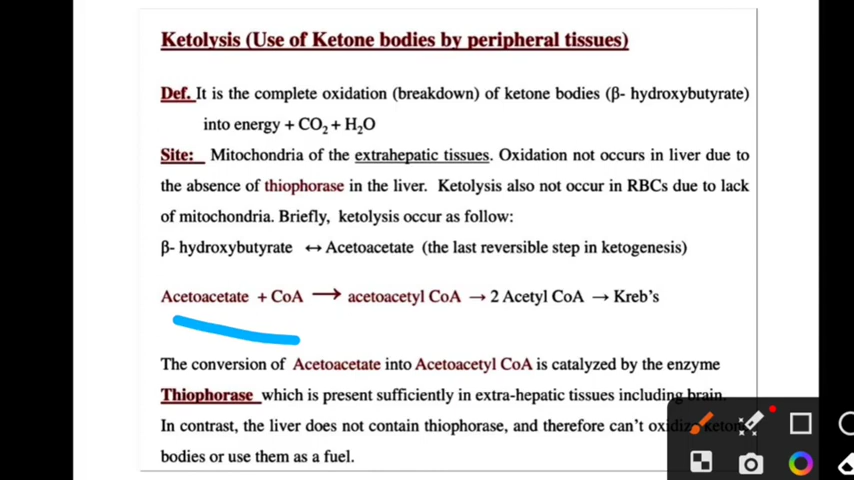 Ketolysis (Use of Ketone bodies by peripheral tissues)
Def. It is the complete oxidation (breakdown) of ketone bodies (β- hydroxybutyrate)
into energy + CO₂ + H₂O
Site: Mitochondria of the extrahepatic tissues. Oxidation not occurs in liver due to
the absence of thiophorase in the liver. Ketolysis also not occur in RBCs due to lack
of mitochondria. Briefly, ketolysis occur as follow:
β- hydroxybutyrate ↔ Acetoacetate (the last reversible step in ketogenesis)
Acetoacetate + CoA → acetoacetyl CoA → 2 Acetyl CoA → Kreb's
The conversion of Acetoacetate into Acetoacetyl CoA is catalyzed by the enzyme
Thiophorase which is present sufficiently in extra-hepatic tissues including brain.
In contrast, the liver does not contain thiophorase, and therefore can't oxidize
bodies or use them as a fuel.